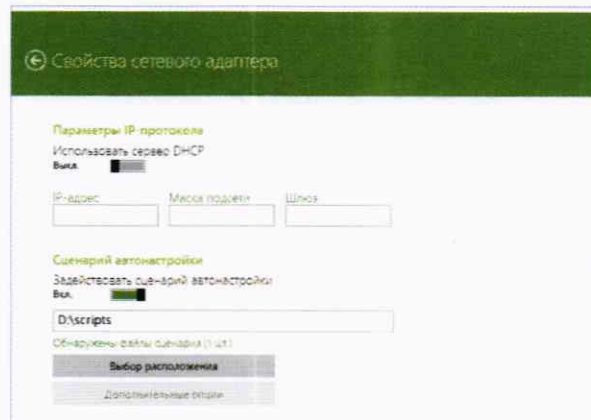 Свойства сетевого адаптера
Параметры IP-протокола
Использовать сервер DHCP
Выкл.
IP-адрес Маска подсети Шлюз
Сценарий автонастройки
Задействовать сценарий автонастройки
Вкл.
D:\scripts
Обнаружены файлы сценария (1 шт.)
Выбор расположения
Дополнительные опции